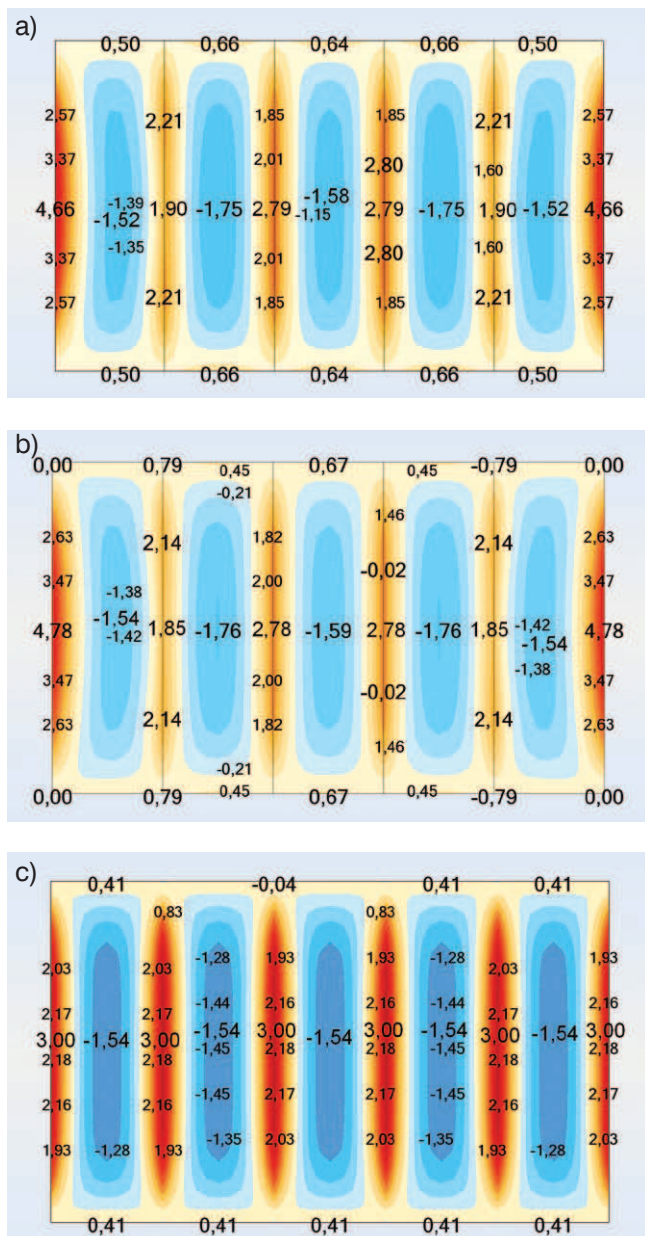 a)
0,50 0,66 0,64 0,66 0,50
2,57 2,21 1,85 1,85 2,21 2,57
3,37 2,01 2,80 1,60 3,37
4,66 -1,39 -1,52 1,90 -1,75 2,79 -1,58 -1,15 2,79 -1,75 1,90 -1,52 4,66
3,37 -1,35 2,01 2,80 1,60 3,37
2,57 2,21 1,85 1,85 2,21 2,57
0,50 0,66 0,64 0,66 0,50
b)
0,00 0,79 0,45 0,67 0,45 -0,79 0,00
-0,21
2,63 2,14 1,82 1,46 2,14 2,63
3,47 -1,38 2,00 -0,02 3,47
4,78 -1,54 -1,42 1,85 -1,76 2,78 -1,59 2,78 -1,76 1,85 -1,42 -1,54 4,78
3,47 2,00 -0,02 -1,38 3,47
2,63 2,14 1,82 1,46 2,14 2,63
-0,21
0,00 0,79 0,45 0,67 0,45 -0,79 0,00
c)
0,41 -0,04 0,41 0,41
0,83 0,83
2,03 2,03 -1,28 1,93 1,93 -1,28 2,03 1,93
2,17 2,17 -1,44 2,16 2,16 -1,44 2,17 2,16
3,00 -1,54 3,00 -1,54 3,00 -1,54 3,00 -1,54 3,00 -1,54 3,00
2,18 2,18 -1,45 2,18 2,18 -1,45 2,18 2,18
2,16 2,16 -1,45 2,17 2,17 -1,45 2,16 2,17
1,93 -1,28 1,93 -1,35 2,03 2,03 -1,35 1,93 -1,28 2,03
0,41 0,41 0,41 0,41 0,41